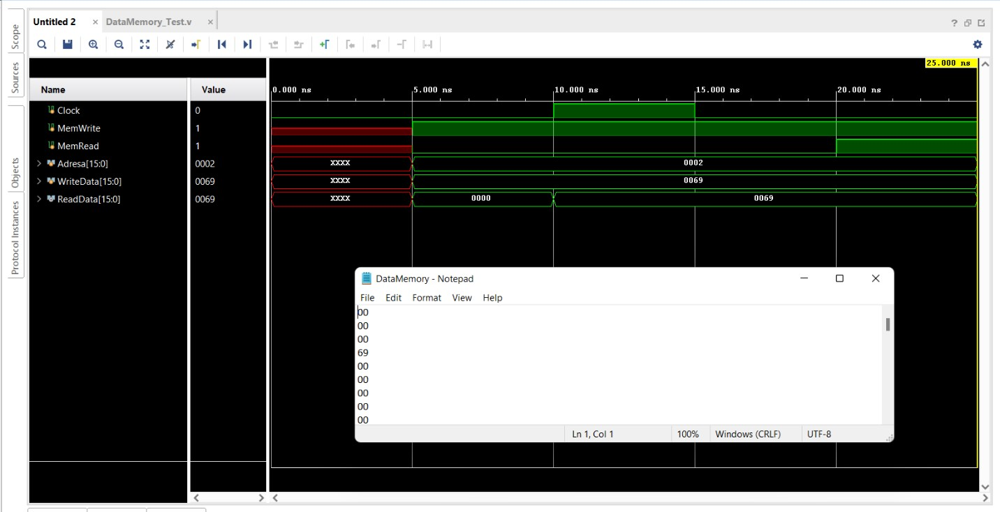 Untitled 2 × DataMemory_Test.v ×
?
Scope
Sources
Objects
Protocol Instances
25.000 ns
Name Value
0.000 ns 5.000 ns 10.000 ns 15.000 ns 20.000 ns
Clock 0
MemWrite 1
MemRead 1
Adresa[15:0] 0002 XXXX 0002
WriteData[15:0] 0069 XXXX 0069
ReadData[15:0] 0069 XXXX 0000 0069
DataMemory - Notepad
File Edit Format View Help
00
00
00
69
00
00
00
00
00
Ln 1, Col 1 100% Windows (CRLF) UTF-8